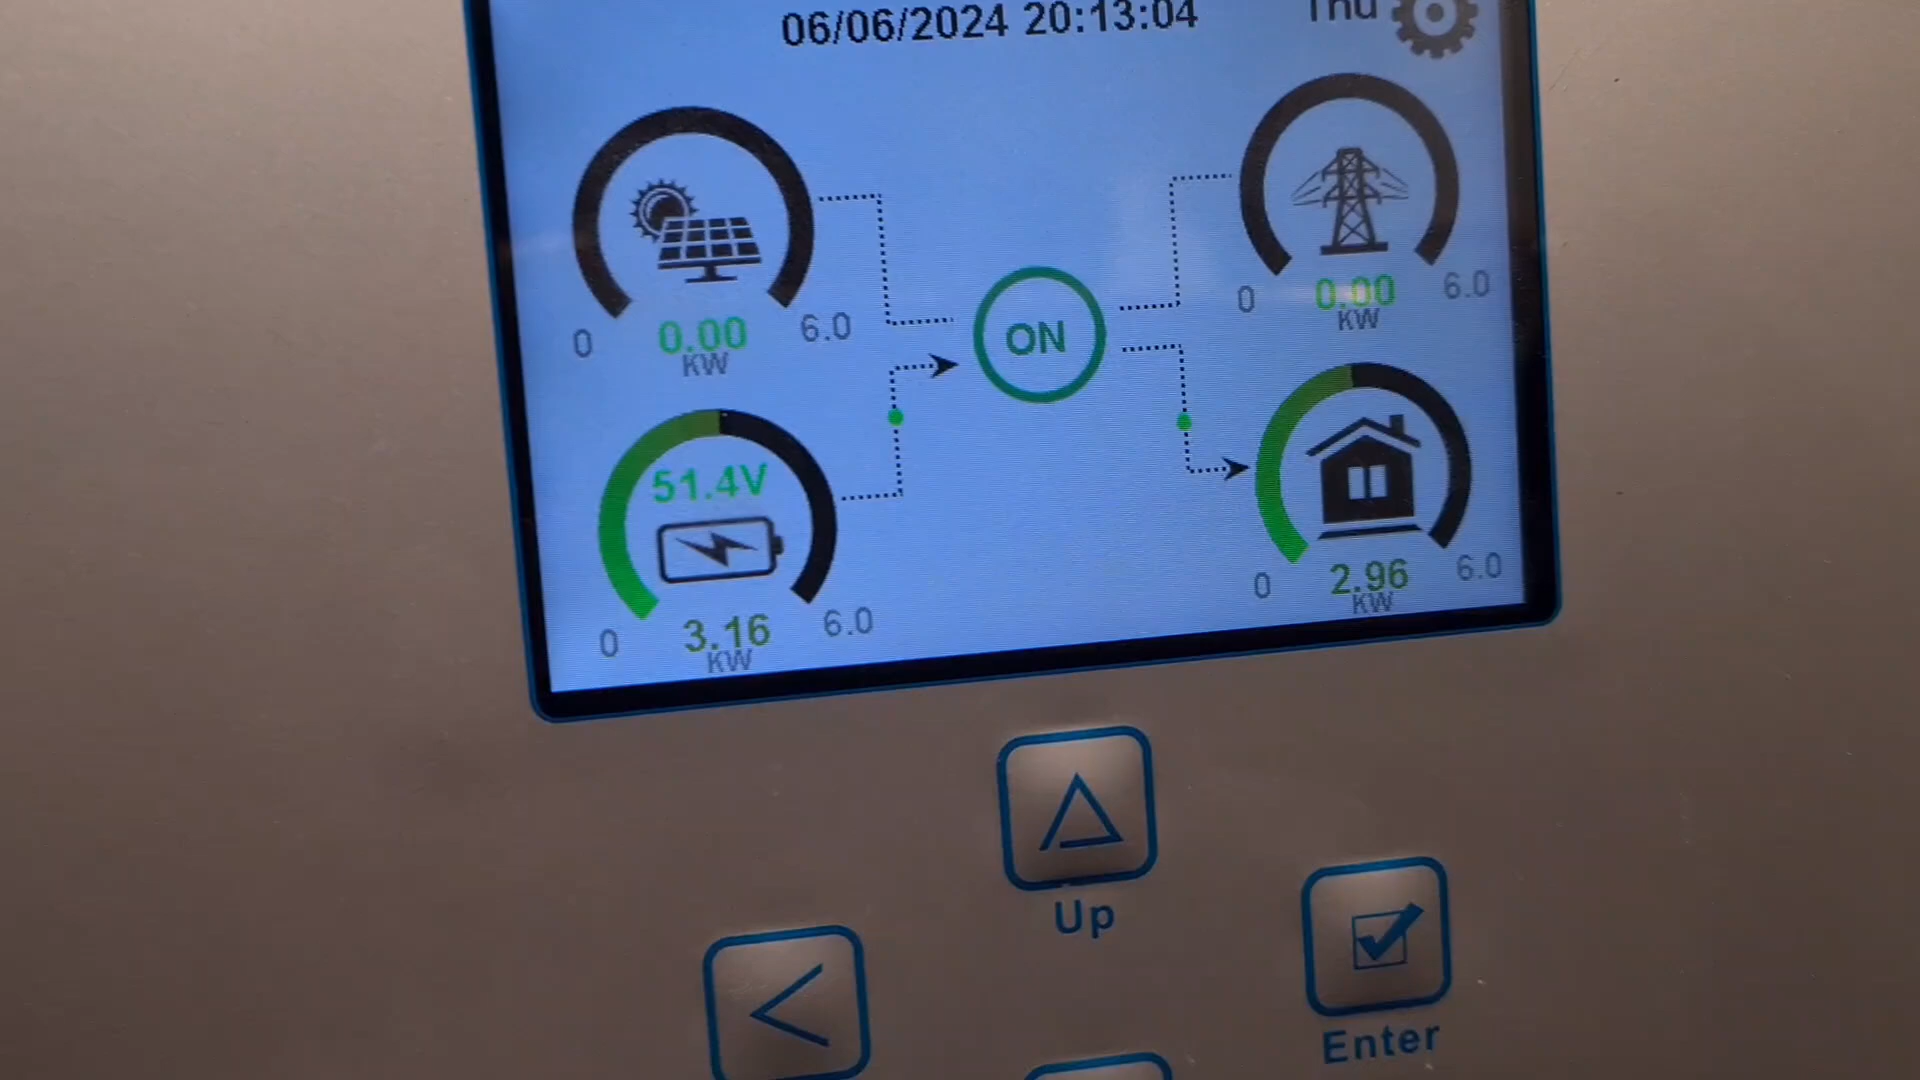 06/06/2024 20:13:04 Thu
0 0.00 6.0
KW
0 0.00 6.0
KW
ON
51.4V
0 3.16 6.0
KW
0 2.96 6.0
KW
Up
Enter